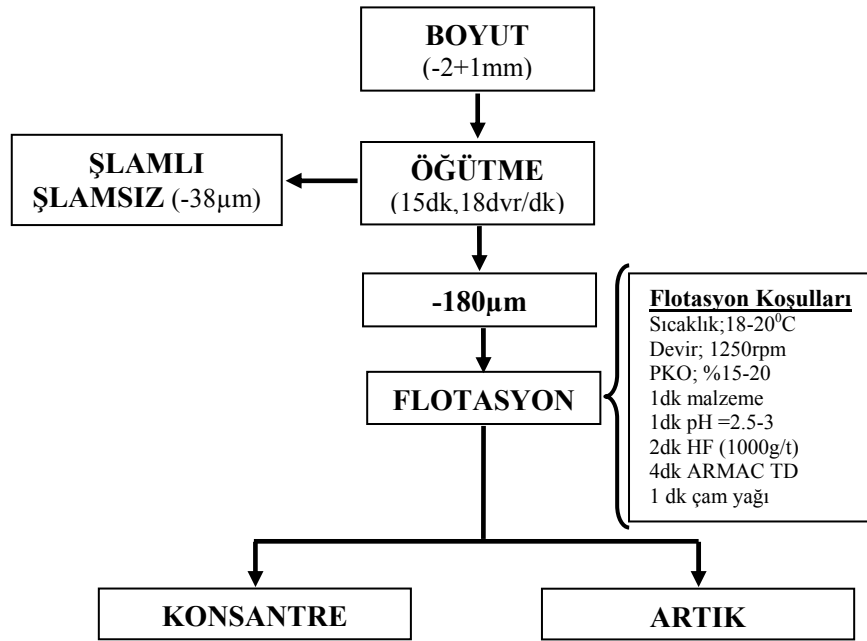 BOYUT
(-2+1mm)
ŞLAMLI
ŞLAMSIZ (-38µm)
ÖĞÜTME
(15dk,18dvr/dk)
-180µm
FLOTASYON
Flotasyon Koşulları
Sıcaklık;18-20⁰C
Devir; 1250rpm
PKO; %15-20
1dk malzeme
1dk pH =2.5-3
2dk HF (1000g/t)
4dk ARMAC TD
1 dk çam yağı
KONSANTRE
ARTIK